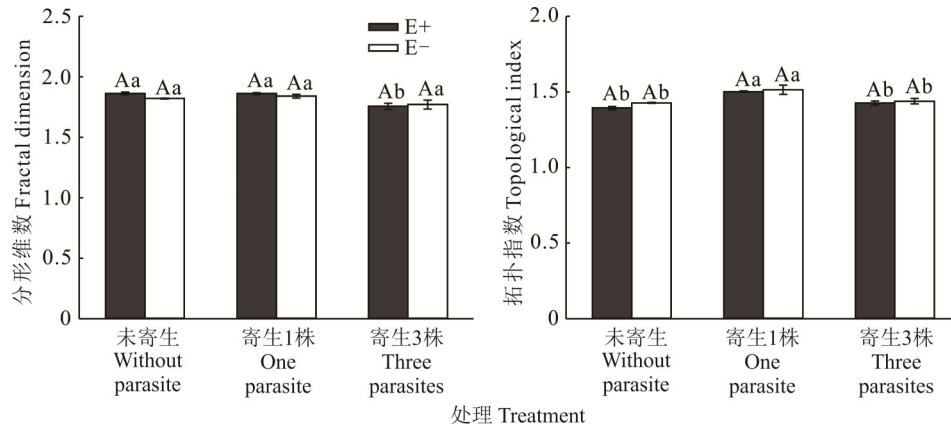 分形维数 Fractal dimension
2.5
2.0
1.5
1.0
0.5
0
E+
E−
Aa Aa Aa Aa Ab Aa
未寄生 寄生1株 寄生3株
Without One Three
parasite parasite parasites
拓扑指数 Topological index
2.0
1.5
1.0
0.5
0
Ab Ab Aa Aa Ab Ab
未寄生 寄生1株 寄生3株
Without One Three
parasite parasite parasites
处理 Treatment